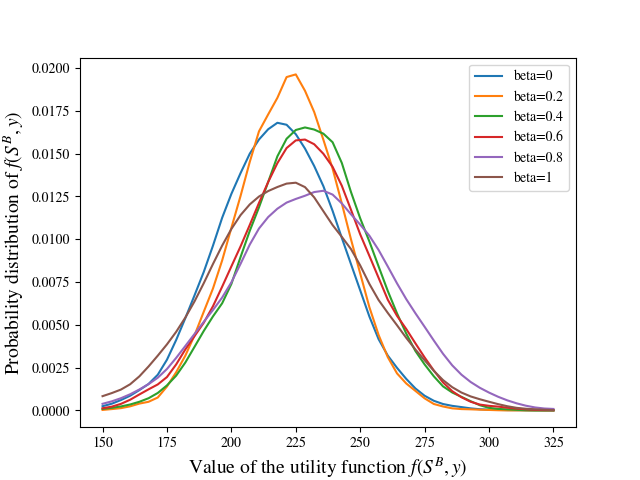 0.0200
0.0175
0.0150
0.0125
0.0100
0.0075
0.0050
0.0025
0.0000
150 175 200 225 250 275 300 325
Probability distribution of f(S^B, y)
Value of the utility function f(S^B, y)
beta=0
beta=0.2
beta=0.4
beta=0.6
beta=0.8
beta=1